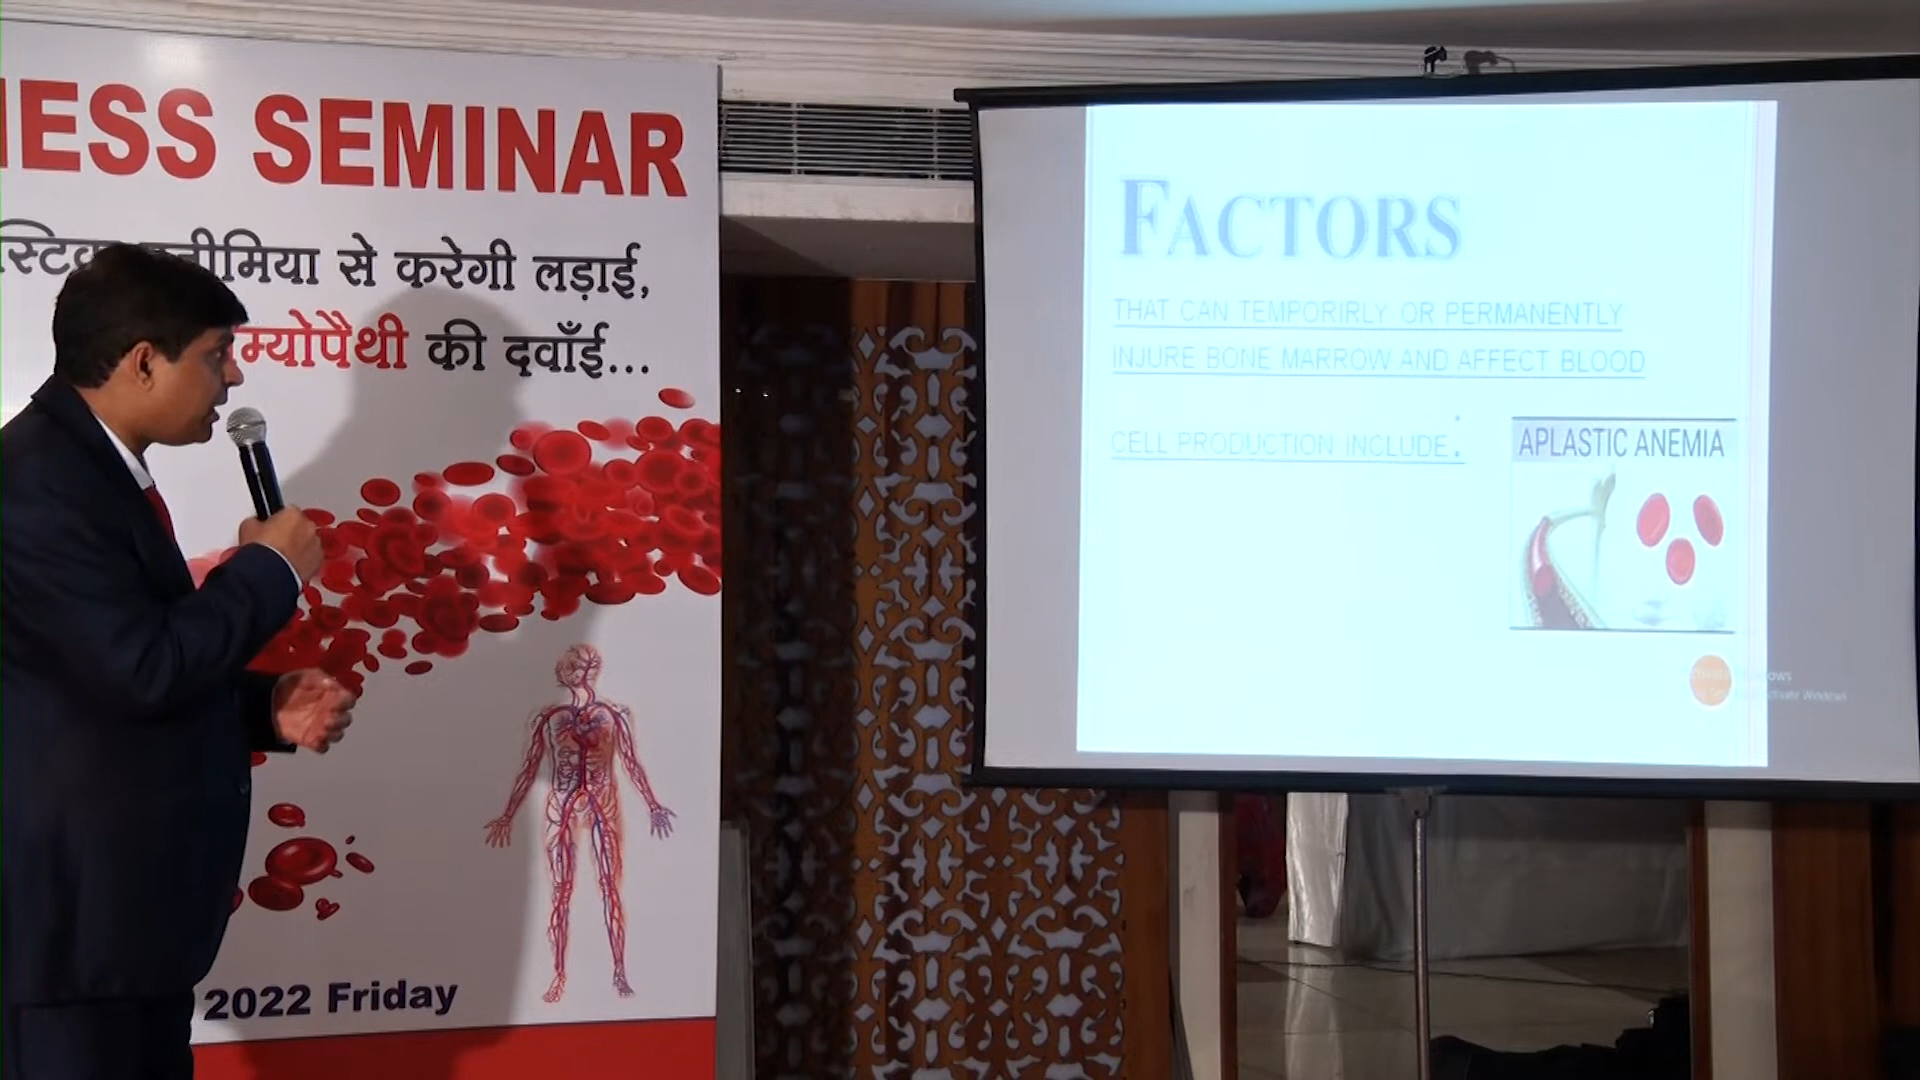 NESS SEMINAR
से करेगी लड़ाई,
की दवाँई...
2022 Friday
FACTORS
THAT CAN TEMPORIRLY OR PERMANENTLY
INJURE BONE MARROW AND AFFECT BLOOD
CELL PRODUCTION INCLUDE:
APLASTIC ANEMIA